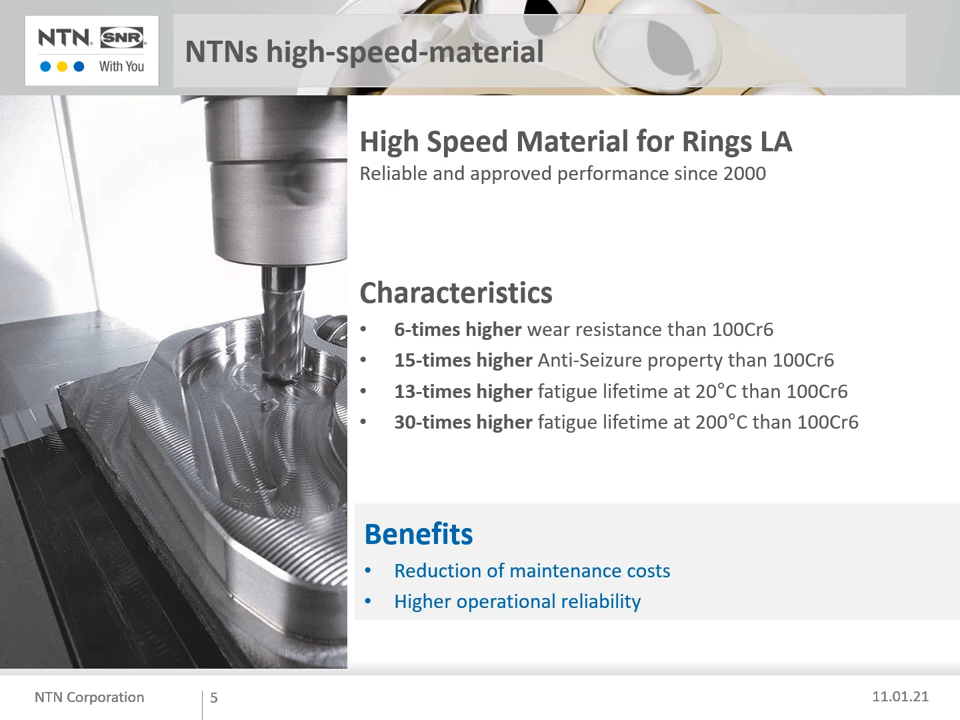 NTN. SNR.
With You
NTNs high-speed-material
High Speed Material for Rings LA
Reliable and approved performance since 2000
Characteristics
• 6-times higher wear resistance than 100Cr6
• 15-times higher Anti-Seizure property than 100Cr6
• 13-times higher fatigue lifetime at 20°C than 100Cr6
• 30-times higher fatigue lifetime at 200°C than 100Cr6
Benefits
• Reduction of maintenance costs
• Higher operational reliability
NTN Corporation
5
11.01.21